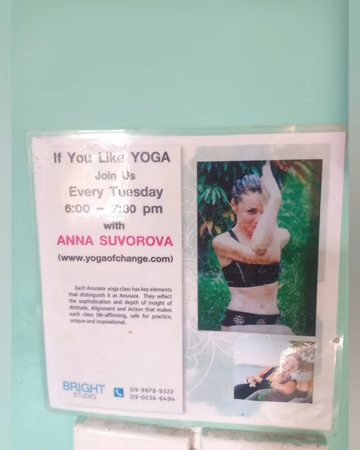 If You Like YOGA
Join Us
Every Tuesday
6:00 - 7:30 pm
with
ANNA SUVOROVA
(www.yogaofchange.com)
Each Anusara yoga class has key elements
that distinguish it as Anusara. They reflect
the sophistication and depth of insight of
Attitude, Alignment and Action that makes
each class life-affirming, safe for practice,
unique and inspirational.
BRIGHT
STUDIO
09-9878-9322
09-0236-6494